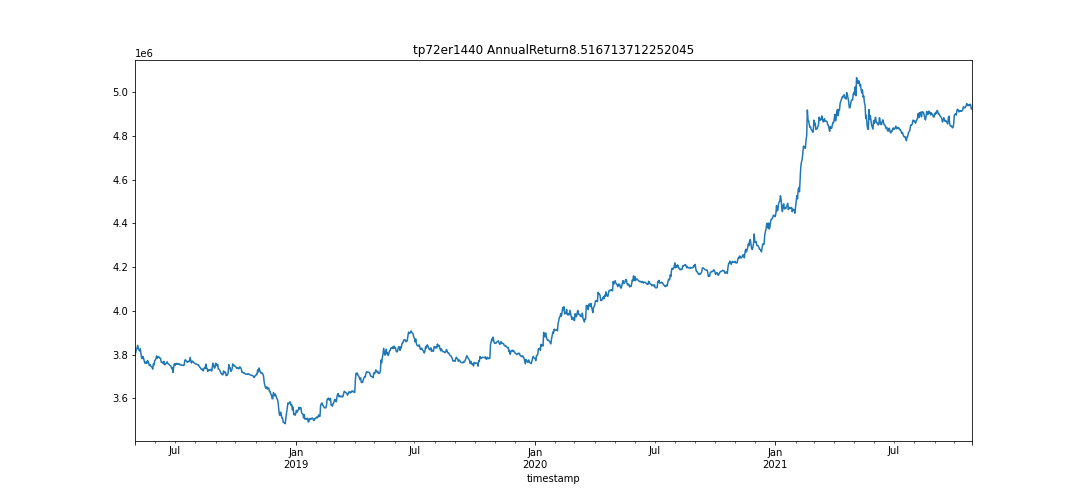 tp72er1440 AnnualReturn8.516713712252045
1e6
5.0
4.8
4.6
4.4
4.2
4.0
3.8
3.6
Jul
Jan
2019
Jul
Jan
2020
Jul
Jan
2021
Jul
timestamp